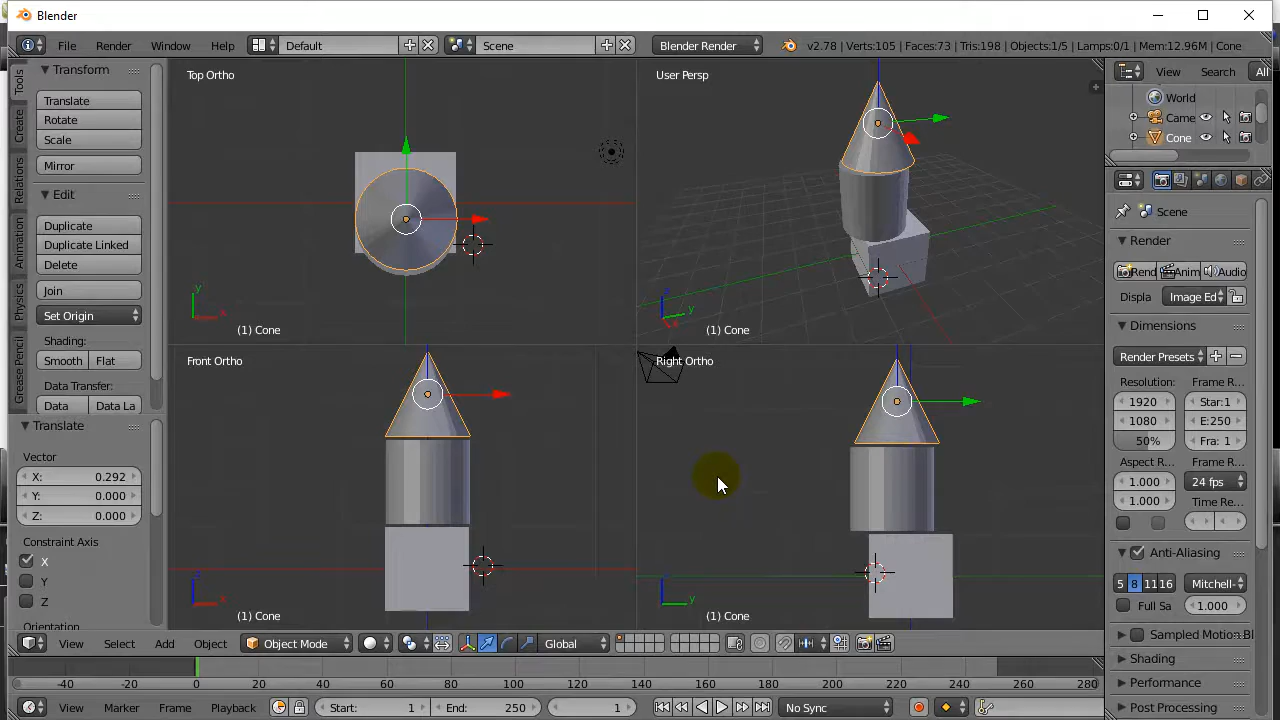 Blender
File Render Window Help Default Scene Blender Render v2.78 | Verts:105 | Faces:73 | Tris:198 | Objects:1/5 | Lamps:0/1 | Mem:12.96M | Cone
Tools
Create
Relations
Animation
Physics
Grease Pencil
Transform
Translate
Rotate
Scale
Mirror
Edit
Duplicate
Duplicate Linked
Delete
Join
Set Origin
Shading:
Smooth Flat
Data Transfer:
Data Data La
Translate
Vector
X: 0.292
Y: 0.000
Z: 0.000
Constraint Axis
X
Y
Z
Orientation
Top Ortho
y
x
(1) Cone
User Persp
z
y
x
(1) Cone
Front Ortho
z
x
(1) Cone
Right Ortho
z
y
(1) Cone
View Select Add Object Object Mode Global
-40 -20 0 20 40 60 80 100 120 140 160 180 200 220 240 260 280
View Marker Frame Playback Start: 1 End: 250 1 No Sync
View Search All
World
Came
Cone
Scene
Render
Rend Anim Audio
Displa Image Ed
Dimensions
Render Presets
Resolution: Frame R...
1920 Star:1
1080 E:250
50% Fra: 1
Aspect R... Frame R...
1.000 24 fps
1.000 Time Re...
Anti-Aliasing
5 8 11 16 Mitchell-
Full Sa 1.000
Sampled Motion Bl
Shading
Performance
Post Processing